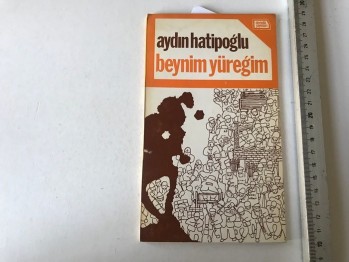 aydın hatipoğlu
beynim yüreğim